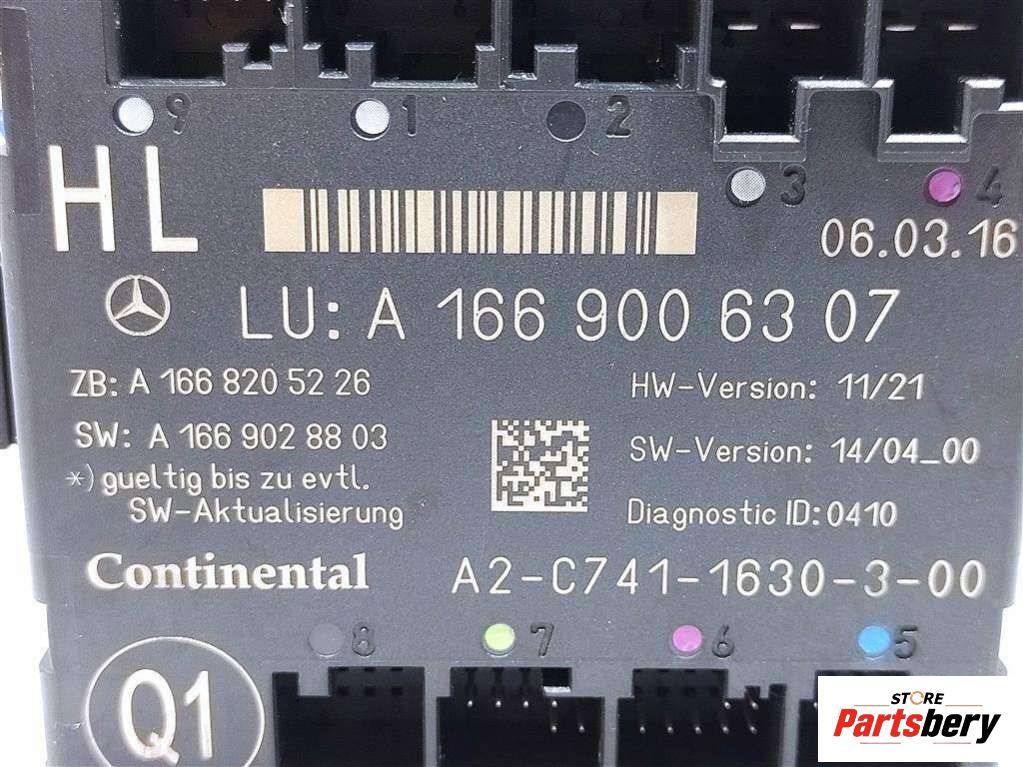 9 1 2
HL
3 4
06.03.16
LU: A 166 900 63 07
ZB: A 166 820 52 26
HW-Version: 11/21
SW: A 166 902 88 03
SW-Version: 14/04_00
*) gueltig bis zu evtl.
SW-Aktualisierung
Diagnostic ID:0410
Continental
A2-C741-1630-3-00
8 7 6 5
Q1
STORE
Partsbery